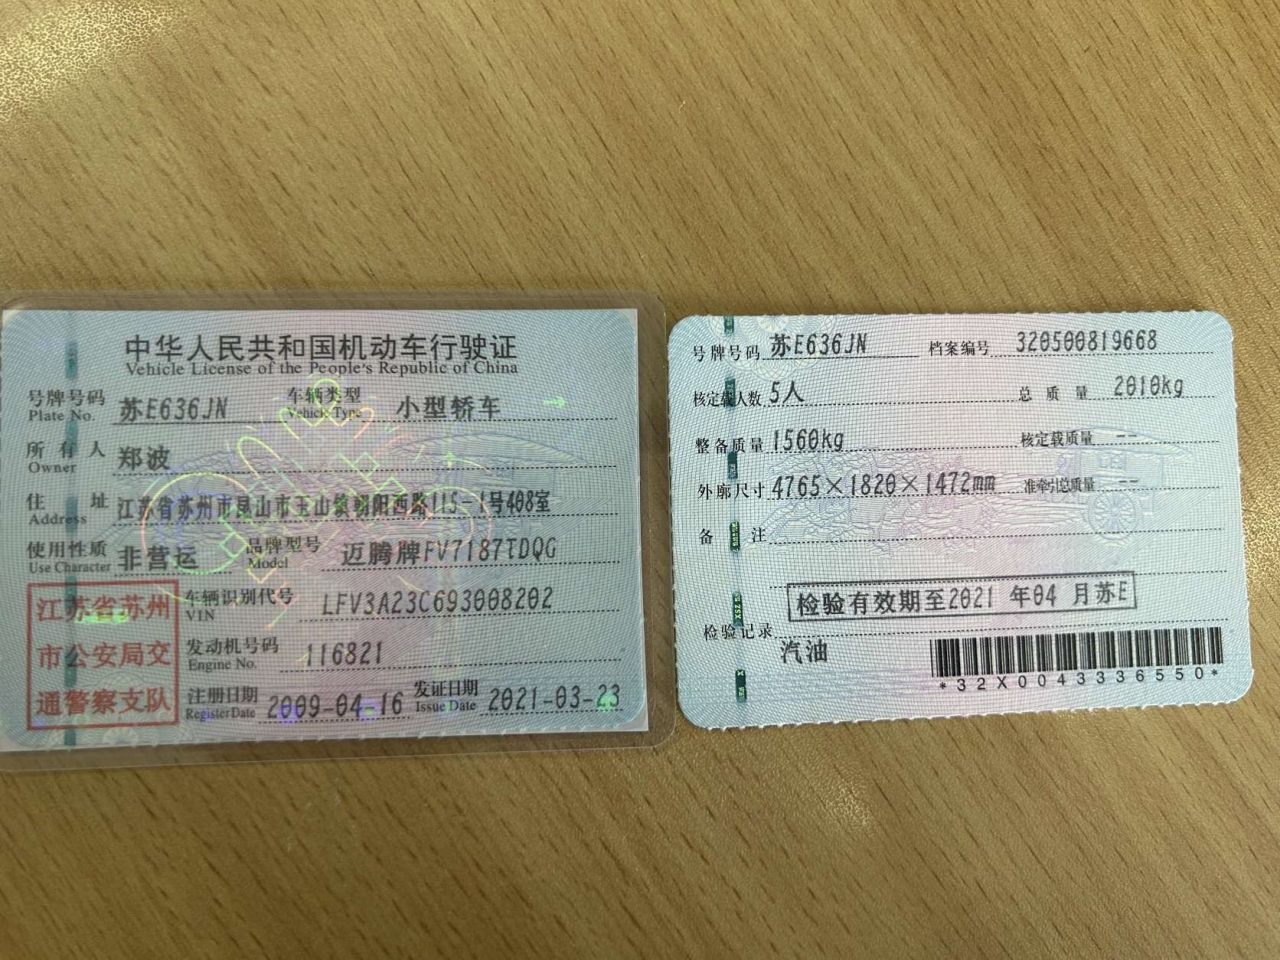 中华人民共和国机动车行驶证
Vehicle License of the People's Republic of China
号牌号码 苏E636JN 车辆类型 小型轿车
Plate No. Vehicle Type
所有人 郑波
Owner
住址 江苏省苏州市昆山市玉山镇朝阳西路115-1号408室
Address
使用性质 非营运 品牌型号 迈腾牌FV7187TDQG
Use Character Model
江苏省苏州
市公安局交
通警察支队
车辆识别代号 LFV3A23C693008202
VIN
发动机号码 116821
Engine No.
注册日期 2009-04-16 发证日期 2021-03-23
Register Date Issue Date
号牌号码 苏E636JN 档案编号 320500819668
核定载人数 5人 总质量 2010kg
整备质量 1560kg 核定载质量 --
外廓尺寸 4765×1820×1472mm 准牵引总质量 --
备注
检验有效期至2021年04月苏E
检验记录
汽油
*32X0043336550*